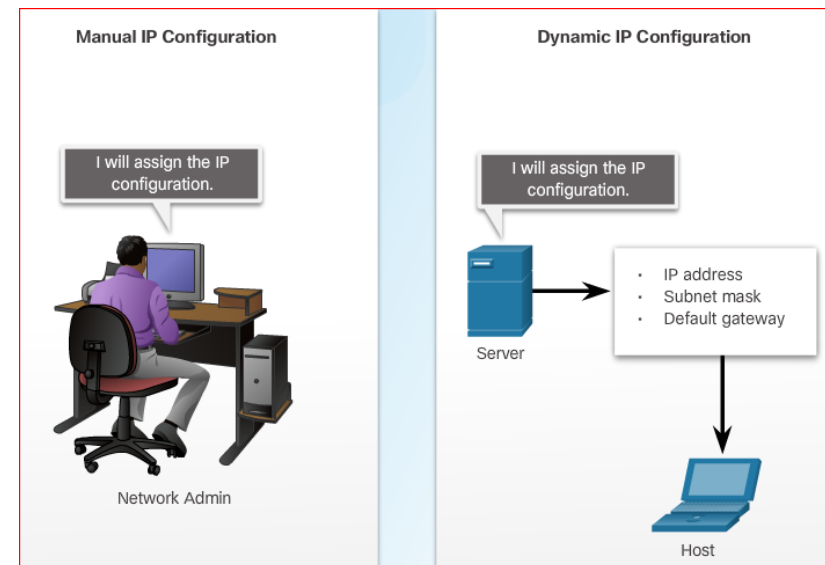 Manual IP Configuration
I will assign the IP
configuration.
Network Admin
Dynamic IP Configuration
I will assign the IP
configuration.
Server
· IP address
· Subnet mask
· Default gateway
Host